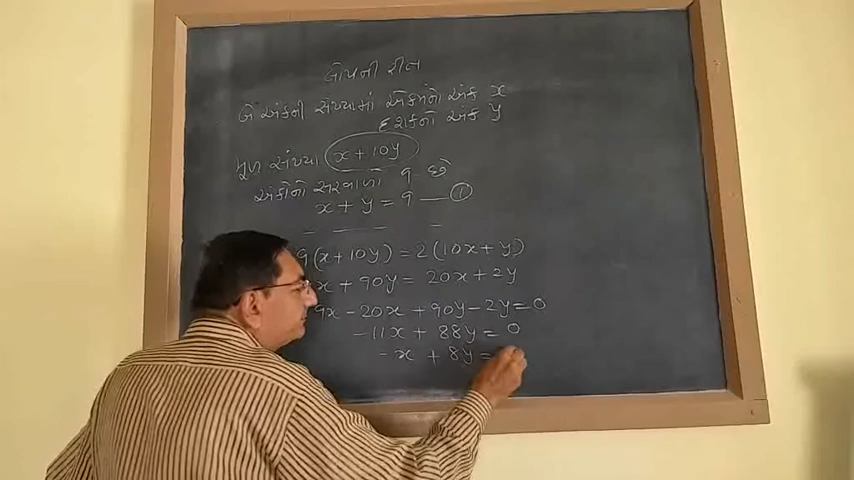 લોપની રીત
બે અંકની સંખ્યામાં એકમનો અંક x
દશકનો અંક y
મૂળ સંખ્યા x + 10y
અંકોનો સરવાળો 9 છે
x + y = 9 — ①
9(x + 10y) = 2(10x + y)
x + 90y = 20x + 2y
9x - 20x + 90y - 2y = 0
-11x + 88y = 0
-x + 8y =